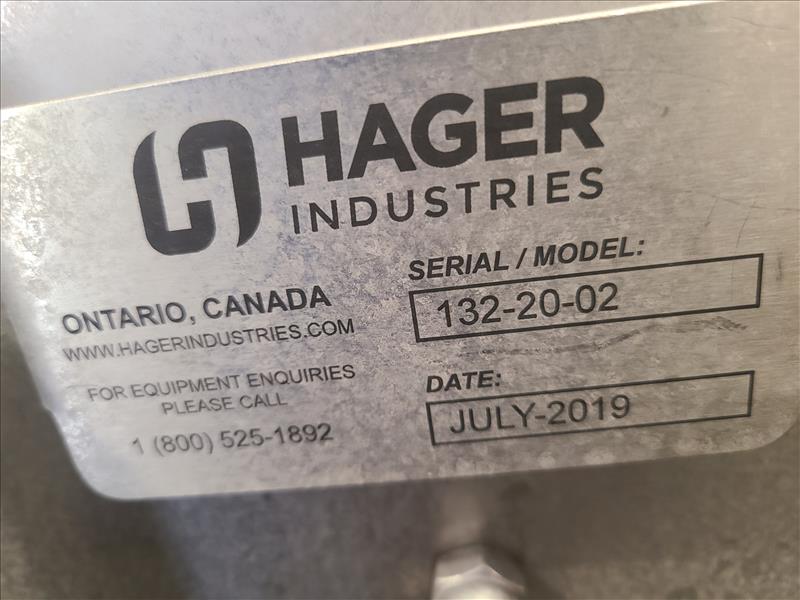 HAGER
INDUSTRIES
ONTARIO, CANADA
WWW.HAGERINDUSTRIES.COM
FOR EQUIPMENT ENQUIRIES
PLEASE CALL
1 (800) 525-1892
SERIAL / MODEL:
132-20-02
DATE:
JULY-2019